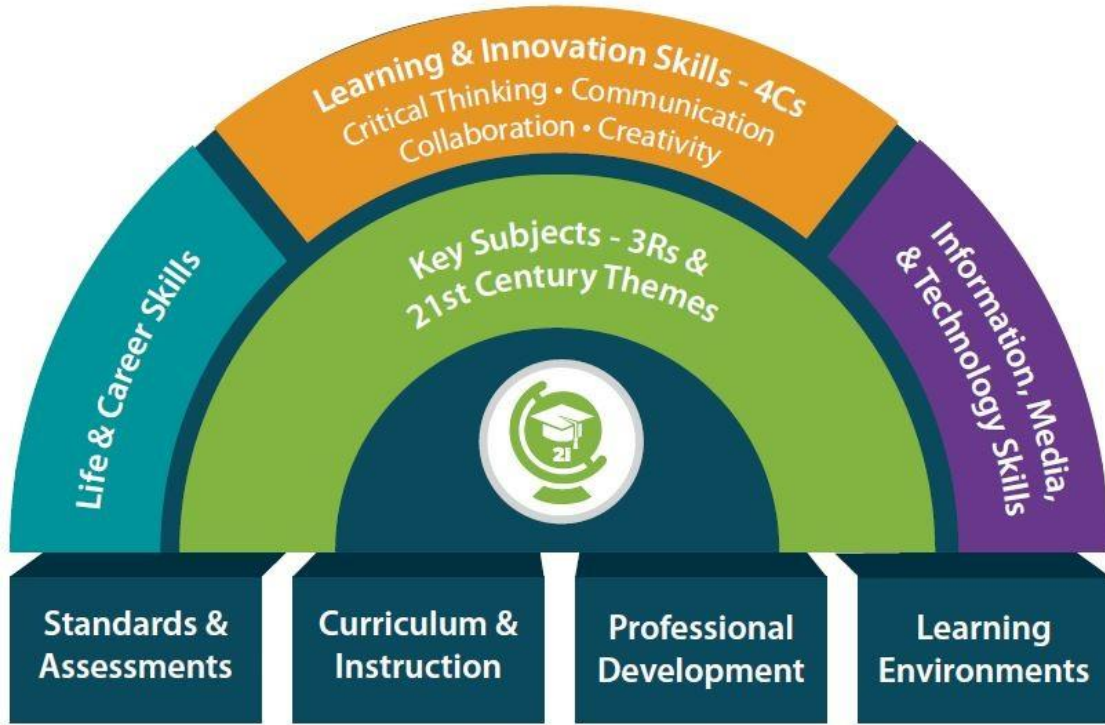 Learning & Innovation Skills - 4Cs
Critical Thinking • Communication
Collaboration • Creativity
Life & Career Skills
Key Subjects - 3Rs &
21st Century Themes
Information, Media,
& Technology Skills
21
Standards &
Assessments
Curriculum &
Instruction
Professional
Development
Learning
Environments